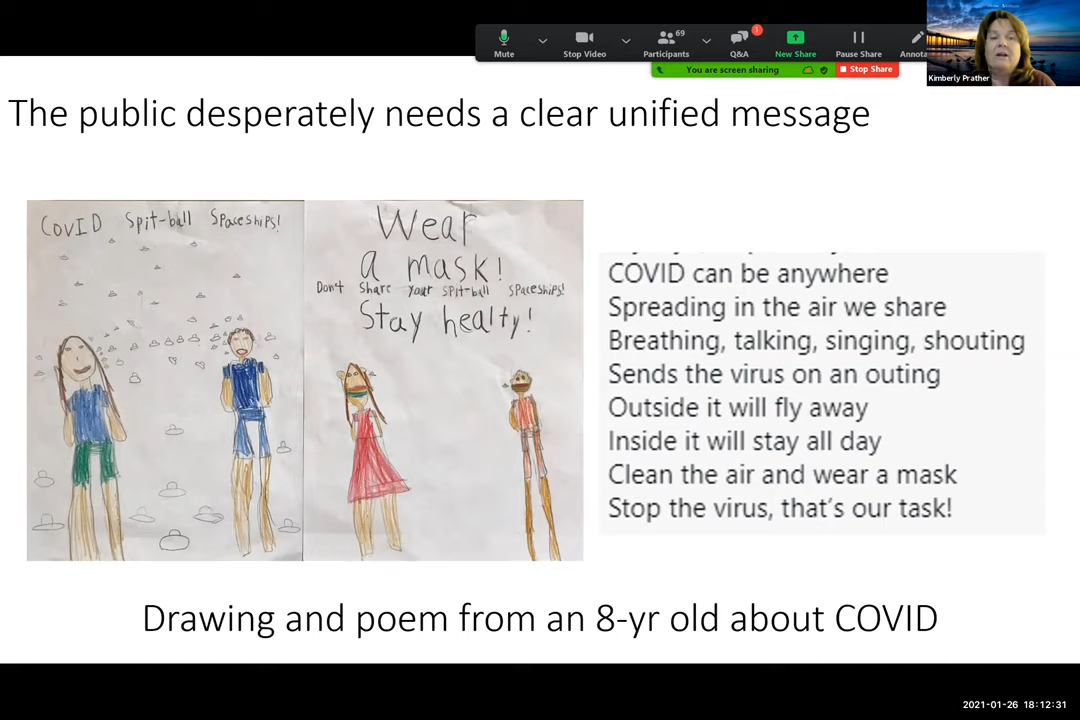 Mute
Stop Video
Participants
69
Q&A
1
New Share
Pause Share
Annota
You are screen sharing
Stop Share
Kimberly Prather
The public desperately needs a clear unified message
CovID Spit-ball Spaceships!
Wear
a mask!
Don't share your spit-ball spaceships!
Stay healty!
COVID can be anywhere
Spreading in the air we share
Breathing, talking, singing, shouting
Sends the virus on an outing
Outside it will fly away
Inside it will stay all day
Clean the air and wear a mask
Stop the virus, that's our task!
Drawing and poem from an 8-yr old about COVID
2021-01-26 18:12:31